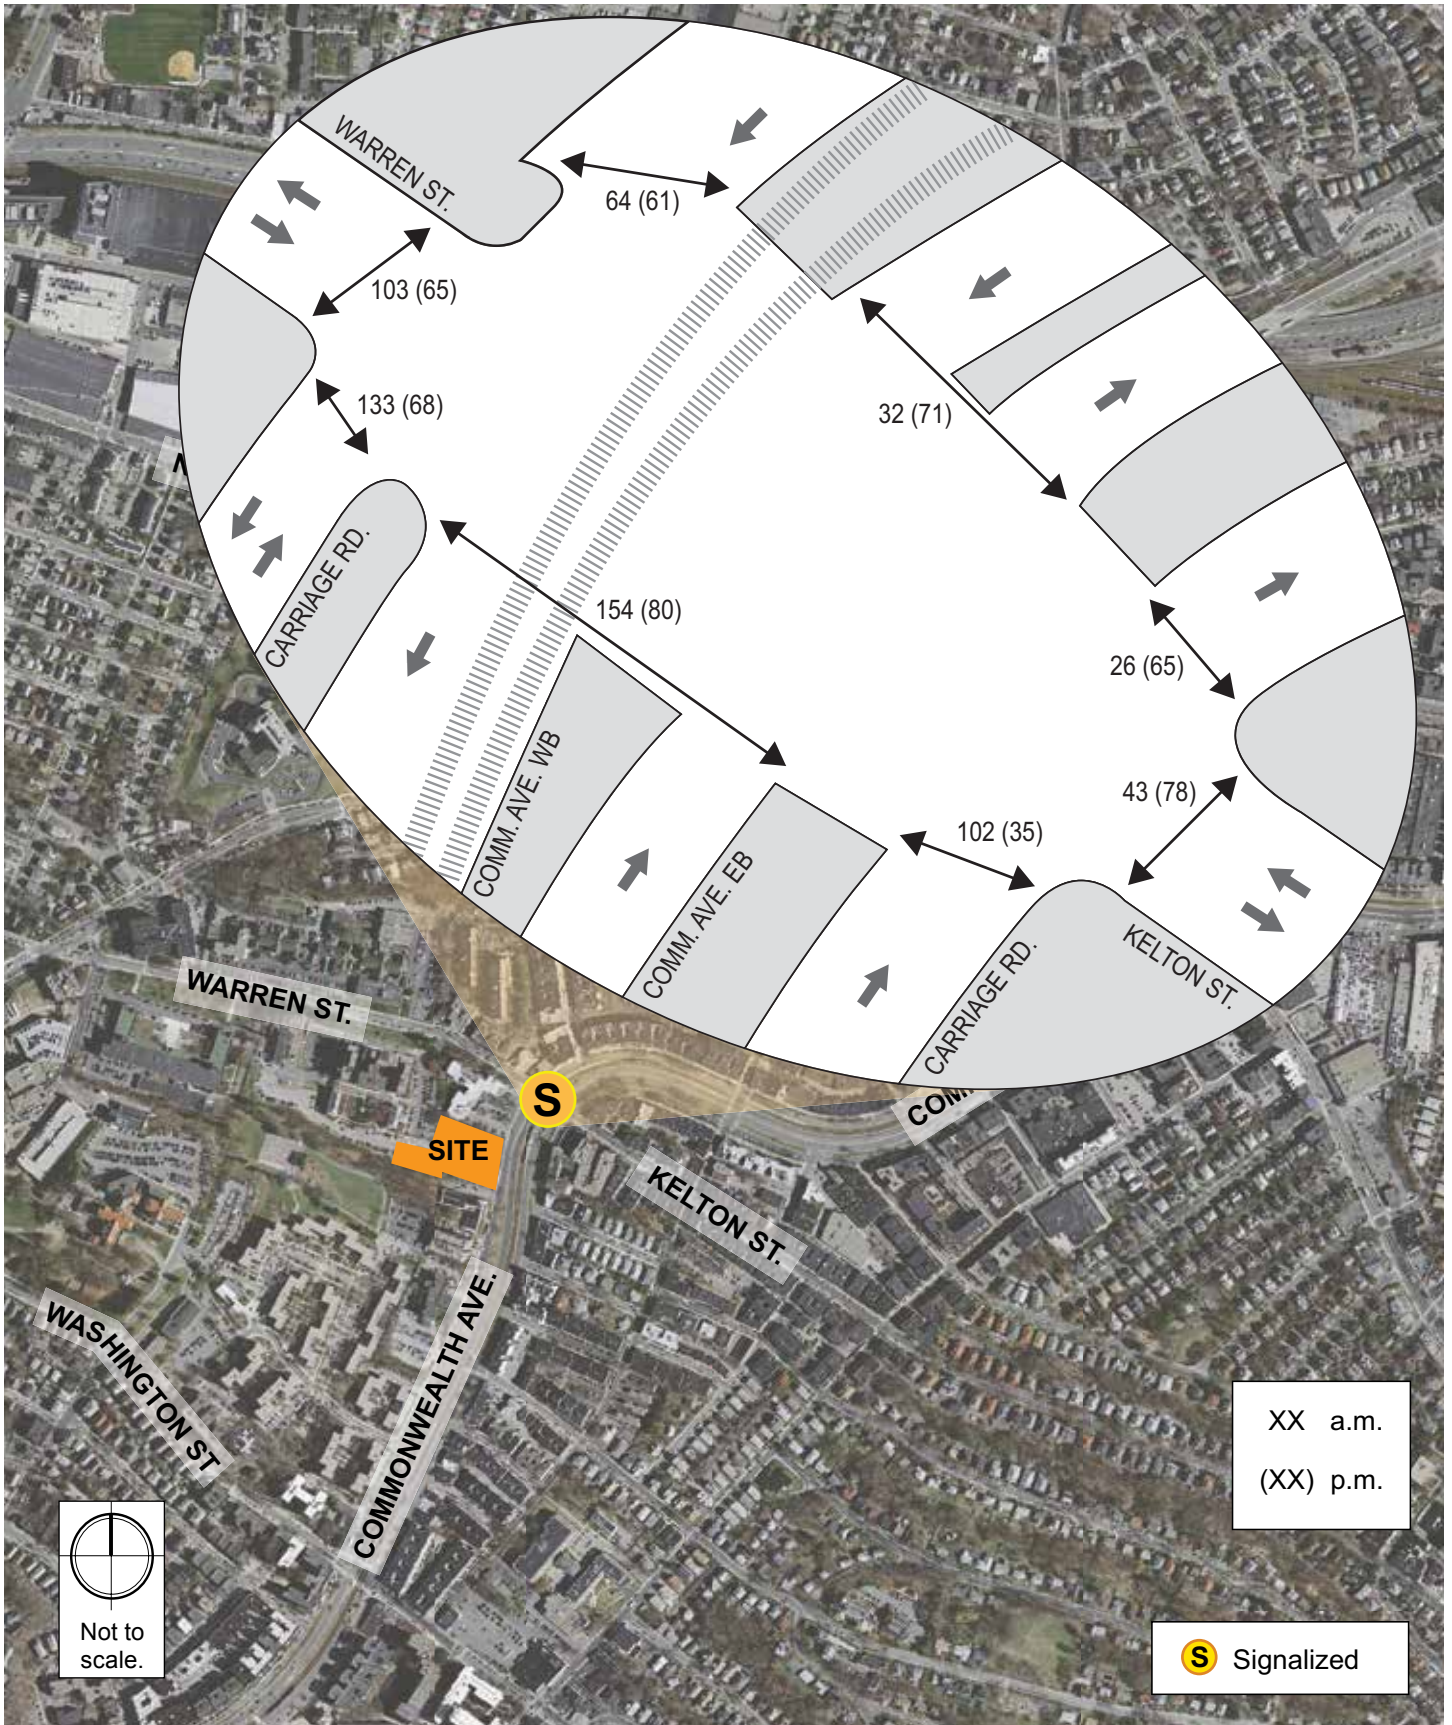 WARREN ST.
64 (61)
103 (65)
133 (68)
32 (71)
N
CARRIAGE RD.
154 (80)
26 (65)
COMM. AVE. WB
43 (78)
102 (35)
COMM. AVE. EB
CARRIAGE RD.
KELTON ST.
WARREN ST.
S
COM
SITE
KELTON ST.
COMMONWEALTH AVE.
WASHINGTON ST
XX a.m.
(XX) p.m.
Not to
scale.
S Signalized